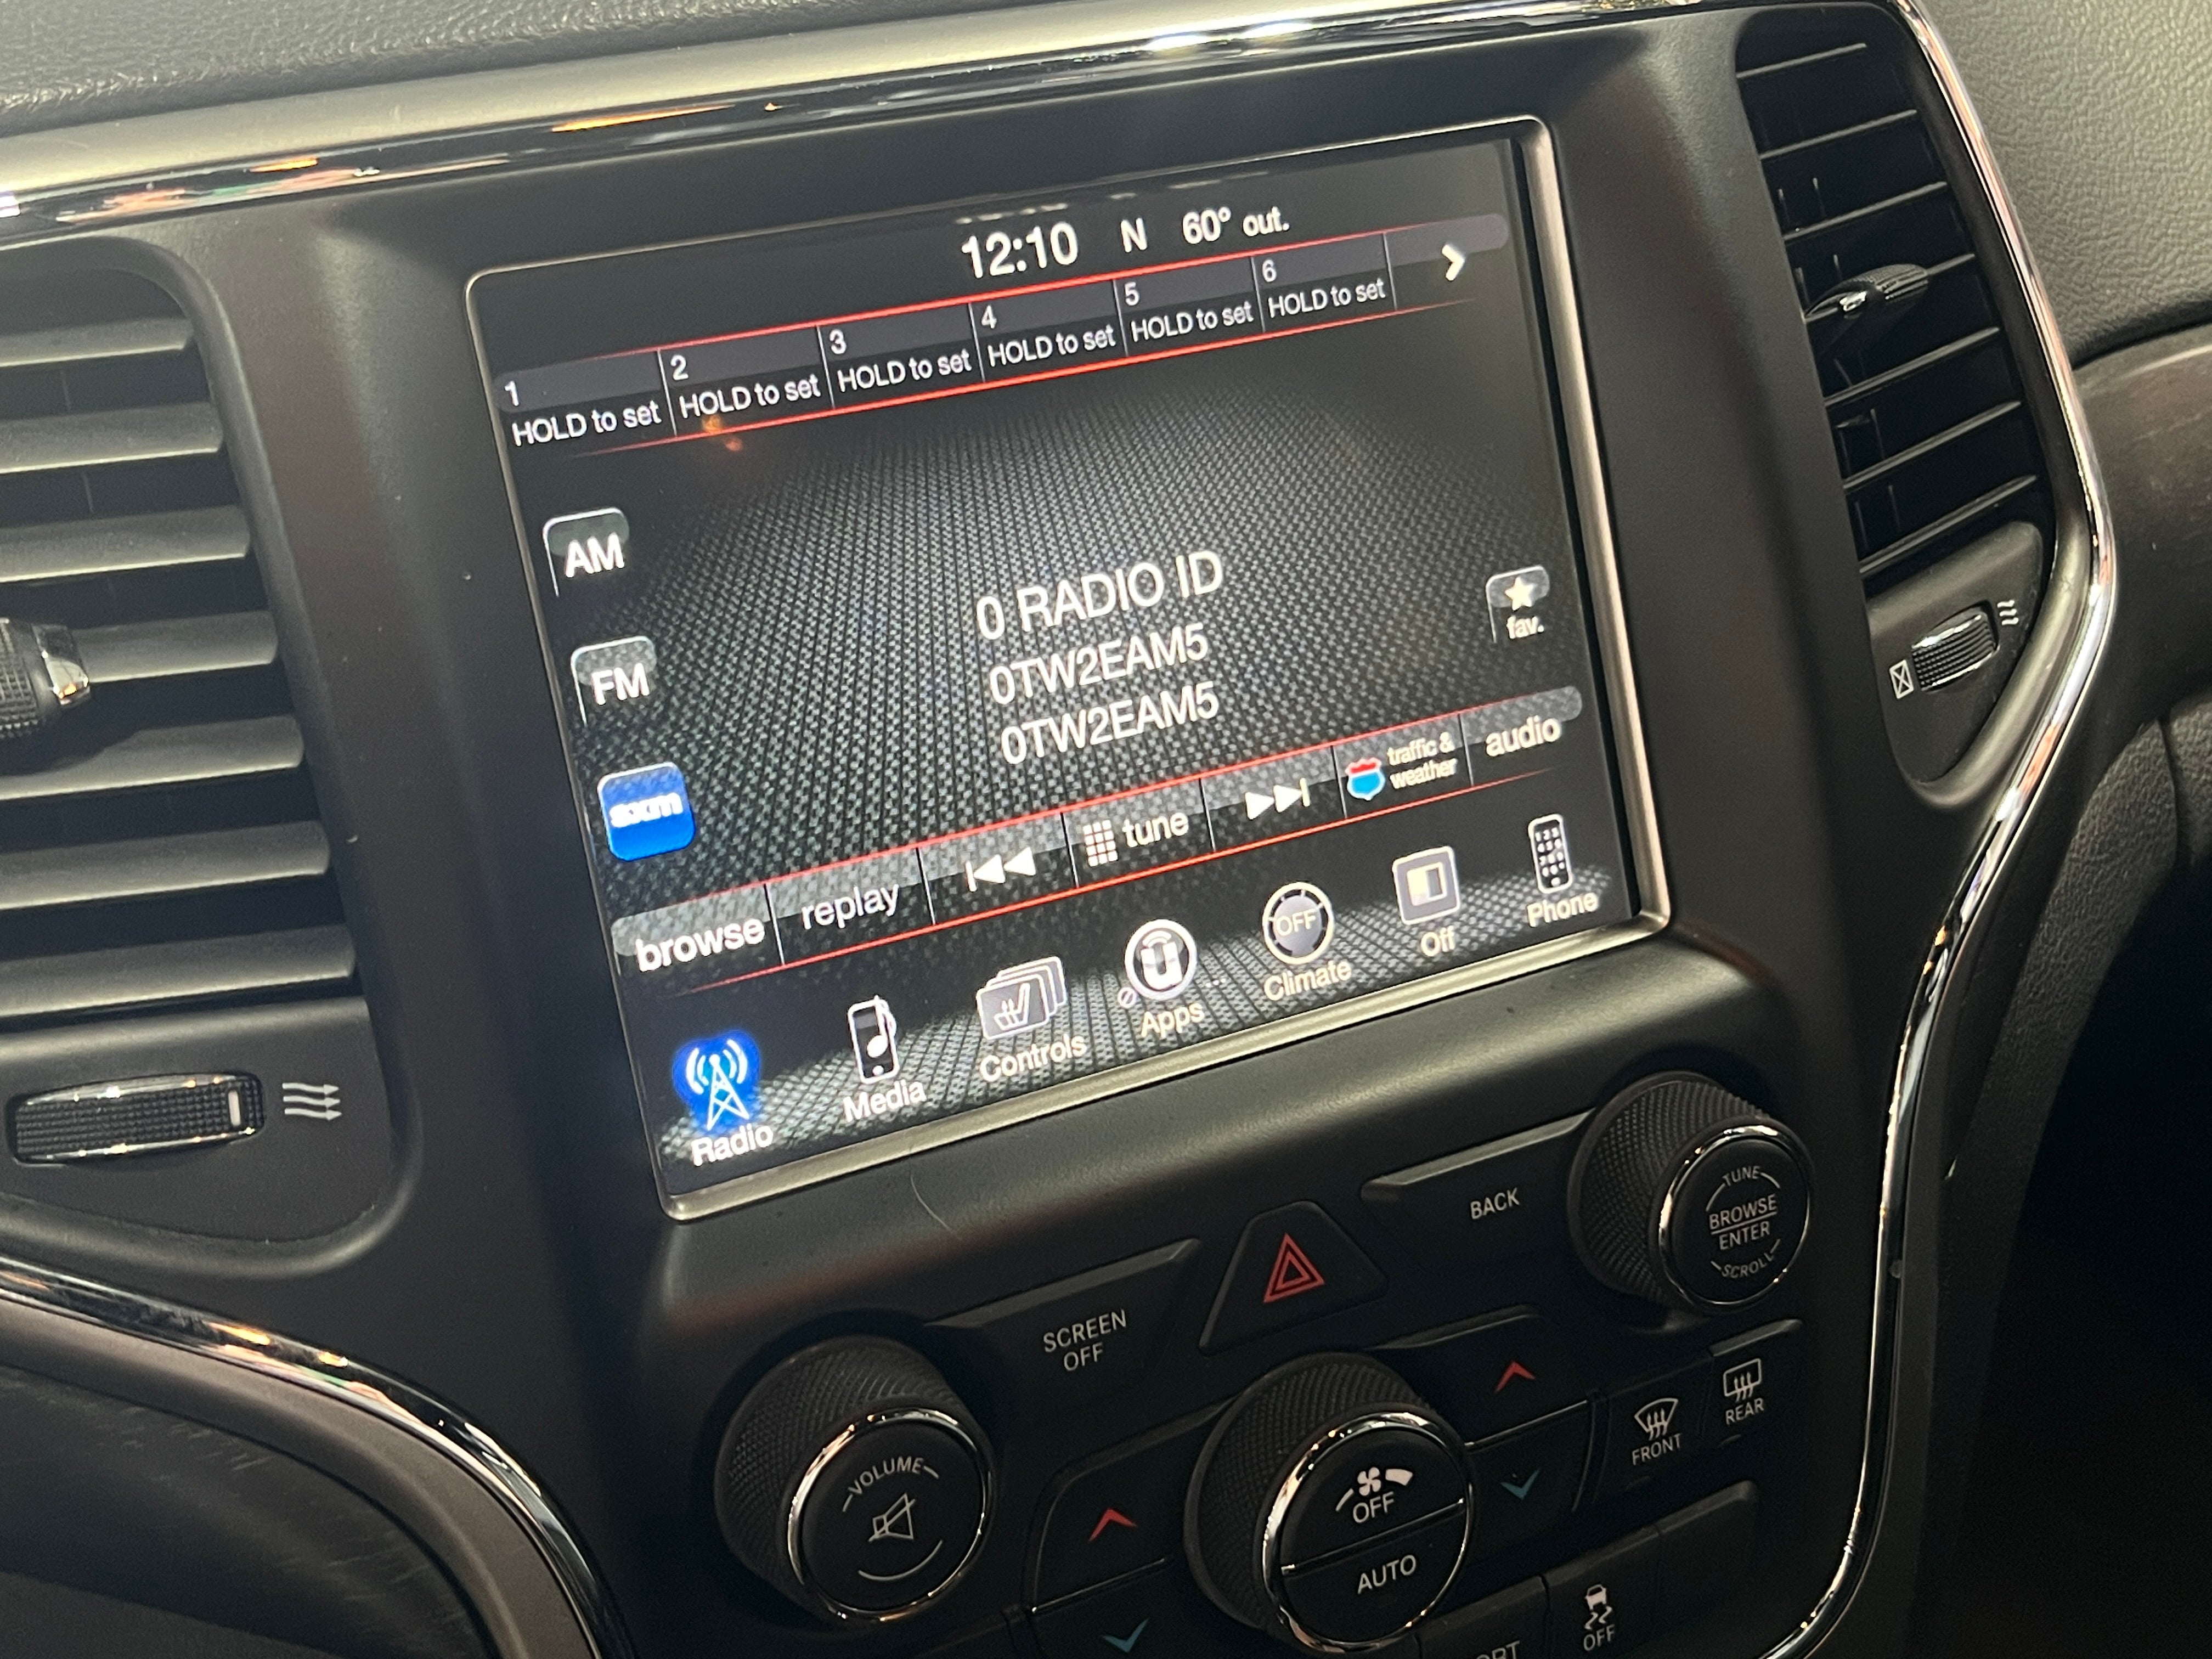 12:10 N 60° out.
1 2 3 4 5 6
HOLD to set HOLD to set HOLD to set HOLD to set HOLD to set HOLD to set
AM
0 RADIO ID
FM
0TW2EAM5
fav.
0TW2EAM5
sxm
browse replay tune traffic & weather audio
Radio Media Controls Apps Climate Off Phone
BACK
TUNE
BROWSE
ENTER
SCROLL
SCREEN
OFF
VOLUME
OFF
AUTO
FRONT
REAR
OFF